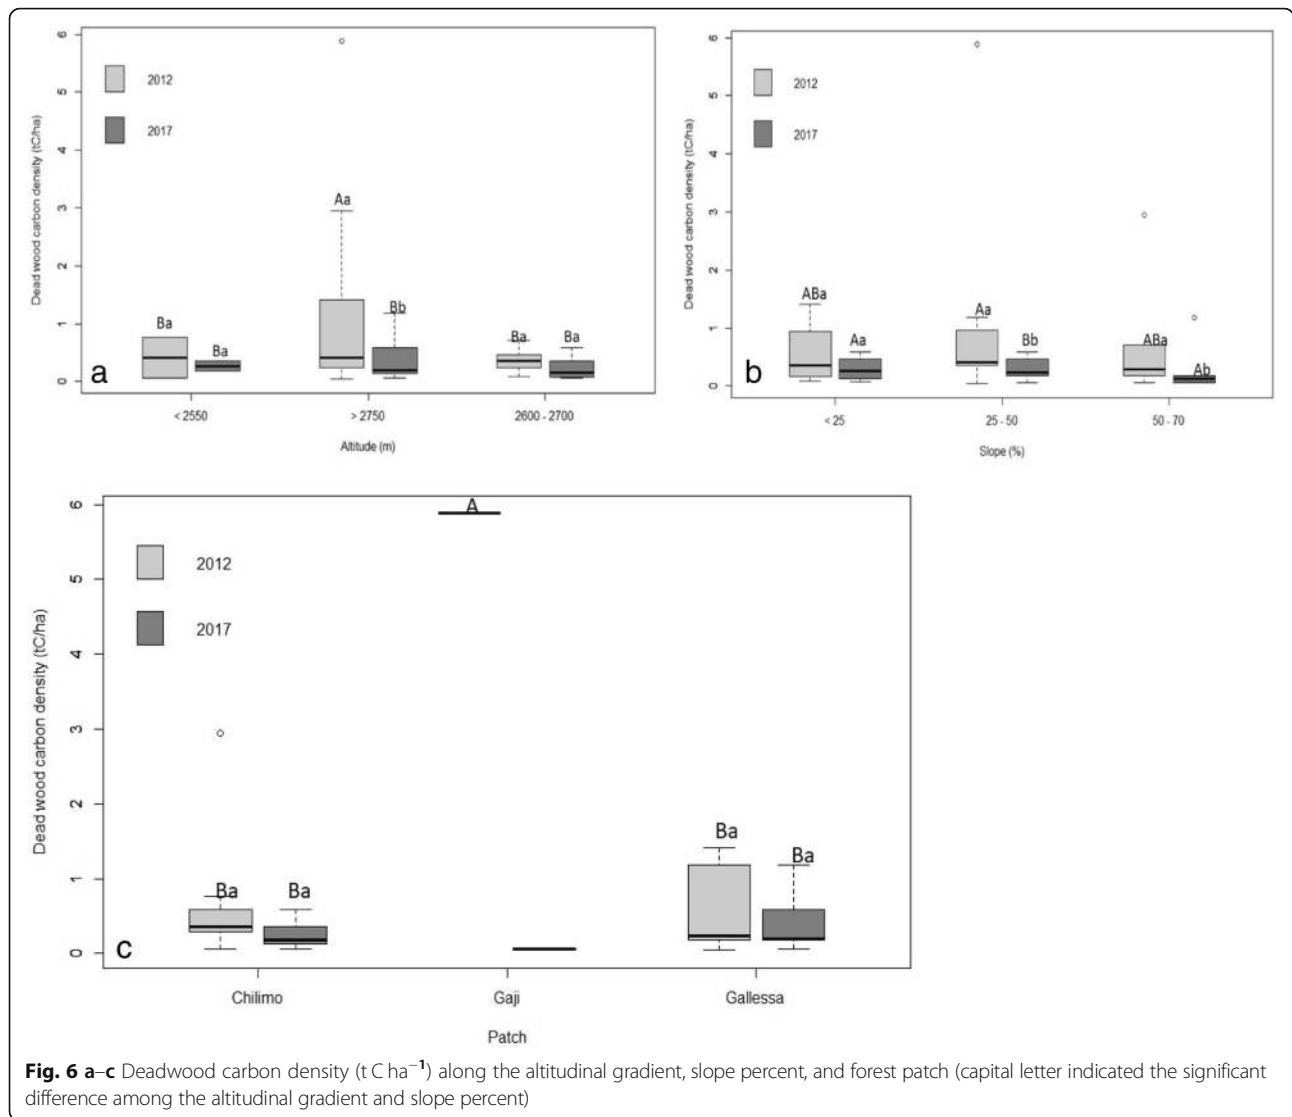 6
5
4
3
2
1
0
Dead wood carbon density (tC/ha)
2012
2017
Ba
Ba
Aa
Bb
Ba
Ba
a
< 2550
> 2750
2600 - 2700
Altitude (m)
6
5
4
3
2
1
0
Dead wood carbon density (tC/ha)
2012
2017
ABa
Aa
Aa
Bb
ABa
Ab
b
< 25
25 - 50
50 - 70
Slope (%)
6
5
4
3
2
1
0
Dead wood carbon density (tC/ha)
2012
2017
Ba
Ba
A
Ba
Ba
c
Chilimo
Gaji
Gallessa
Patch
Fig. 6 a–c Deadwood carbon density (t C ha⁻¹) along the altitudinal gradient, slope percent, and forest patch (capital letter indicated the significant
difference among the altitudinal gradient and slope percent)